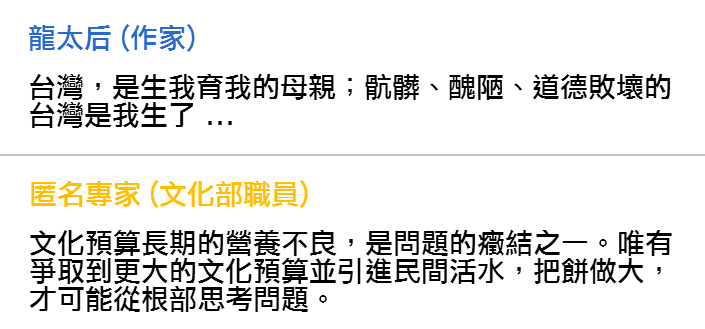 龍太后 (作家)
台灣，是生我育我的母親；骯髒、醜陋、道德敗壞的
台灣是我生了 ...
匿名專家 (文化部職員)
文化預算長期的營養不良，是問題的癥結之一。唯有
爭取到更大的文化預算並引進民間活水，把餅做大，
才可能從根部思考問題。